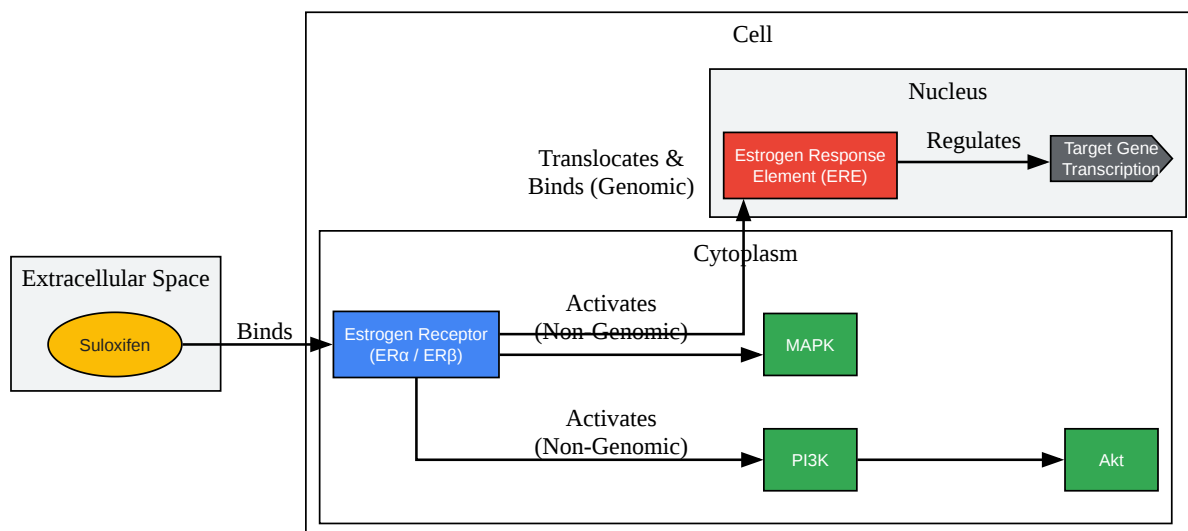 Cell
Nucleus
Translocates &
Binds (Genomic)
Estrogen Response
Element (ERE)
Regulates
Target Gene
Transcription
Cytoplasm
Extracellular Space
Suloxifen
Binds
Estrogen Receptor
(ERα / ERβ)
Activates
(Non-Genomic)
MAPK
Activates
(Non-Genomic)
PI3K
Akt